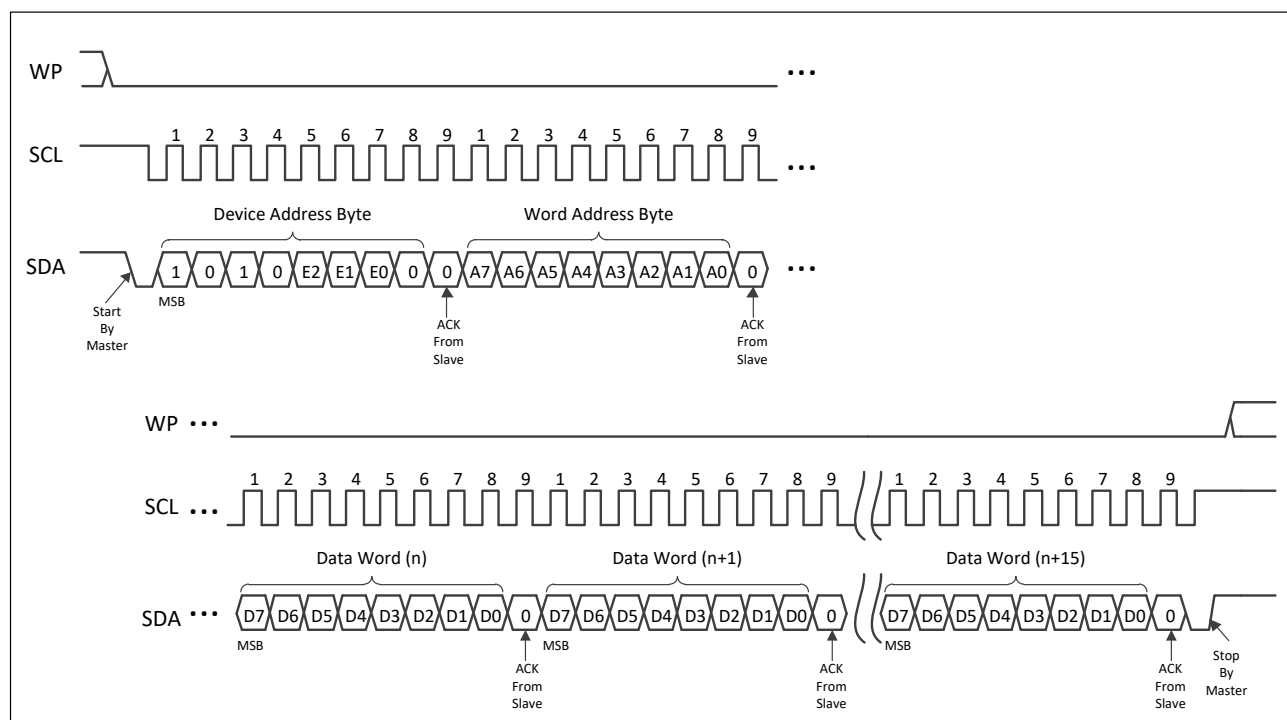 WP ...
1 2 3 4 5 6 7 8 9 1 2 3 4 5 6 7 8 9
SCL ...
Device Address Byte Word Address Byte
SDA 1 0 1 0 E2 E1 E0 0 0 A7 A6 A5 A4 A3 A2 A1 A0 0 ...
MSB
Start
By
Master
ACK
From
Slave
ACK
From
Slave
WP ...
1 2 3 4 5 6 7 8 9 1 2 3 4 5 6 7 8 9 1 2 3 4 5 6 7 8 9
SCL ...
Data Word (n) Data Word (n+1) Data Word (n+15)
SDA ... D7 D6 D5 D4 D3 D2 D1 D0 0 D7 D6 D5 D4 D3 D2 D1 D0 0 D7 D6 D5 D4 D3 D2 D1 D0 0
MSB MSB MSB
ACK
From
Slave
ACK
From
Slave
ACK
From
Slave
Stop
By
Master